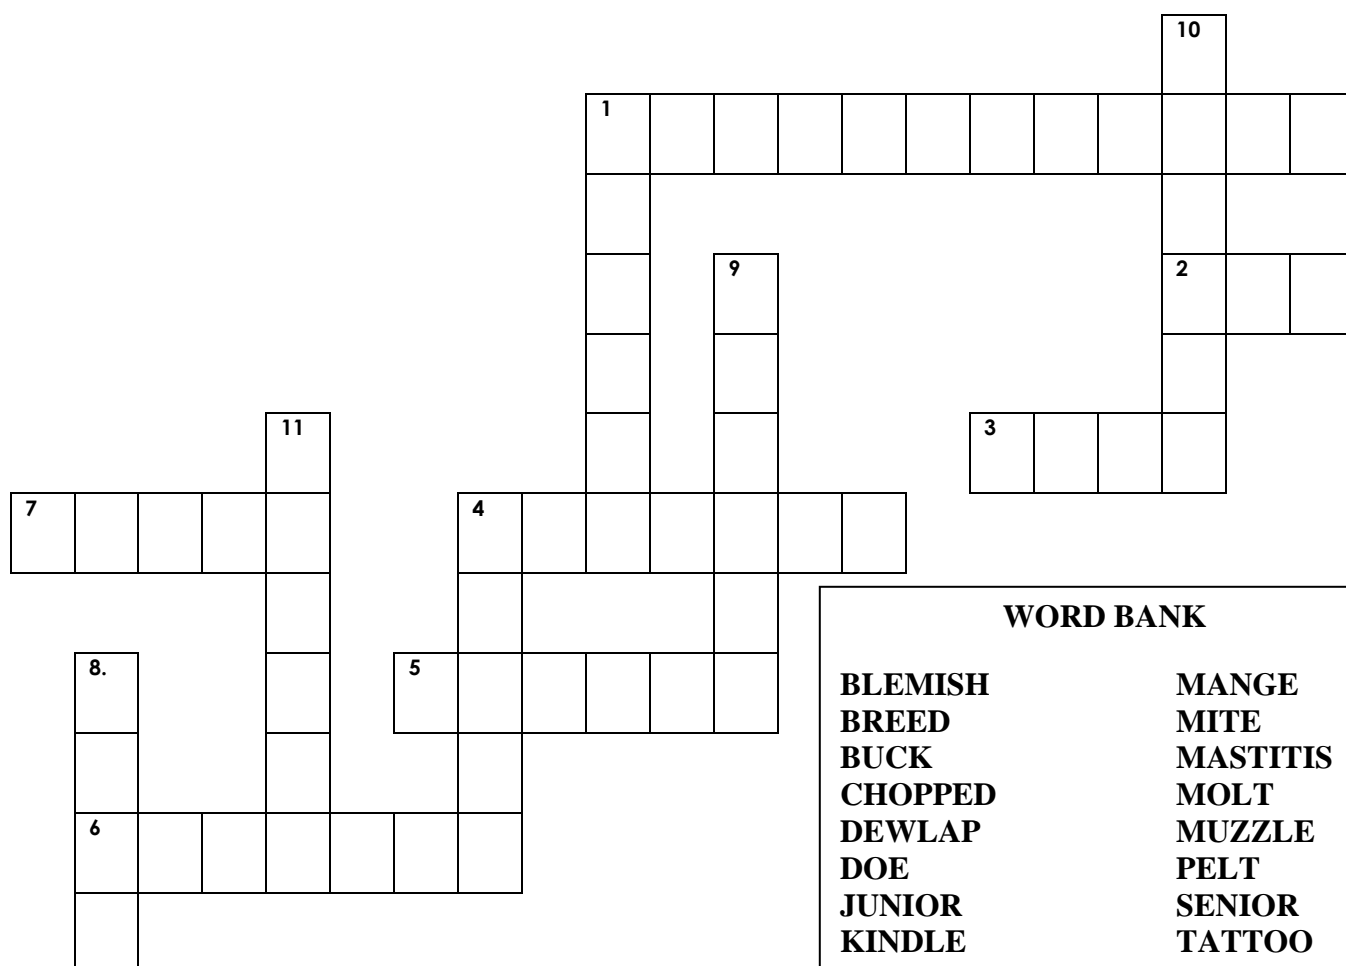 10
1
9
2
11
3
7
4
WORD BANK
8.
5
BLEMISH MANGE
BREED MITE
BUCK MASTITIS
CHOPPED MOLT
6
DEWLAP MUZZLE
DOE PELT
JUNIOR SENIOR
KINDLE TATTOO